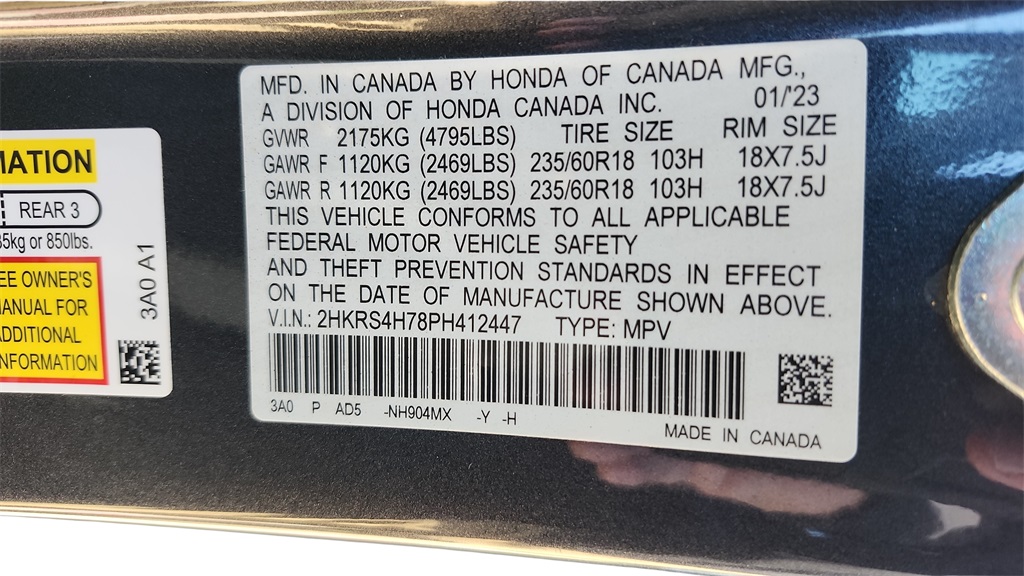 MATION
REAR 3
85kg or 850lbs.
EE OWNER'S
MANUAL FOR
ADDITIONAL
INFORMATION
3A0 A1
MFD. IN CANADA BY HONDA OF CANADA MFG.,
A DIVISION OF HONDA CANADA INC. 01/'23
GVWR 2175KG (4795LBS) TIRE SIZE RIM SIZE
GAWR F 1120KG (2469LBS) 235/60R18 103H 18X7.5J
GAWR R 1120KG (2469LBS) 235/60R18 103H 18X7.5J
THIS VEHICLE CONFORMS TO ALL APPLICABLE
FEDERAL MOTOR VEHICLE SAFETY
AND THEFT PREVENTION STANDARDS IN EFFECT
ON THE DATE OF MANUFACTURE SHOWN ABOVE.
V.I.N.: 2HKRS4H78PH412447 TYPE: MPV
3A0 P AD5 -NH904MX -Y -H
MADE IN CANADA